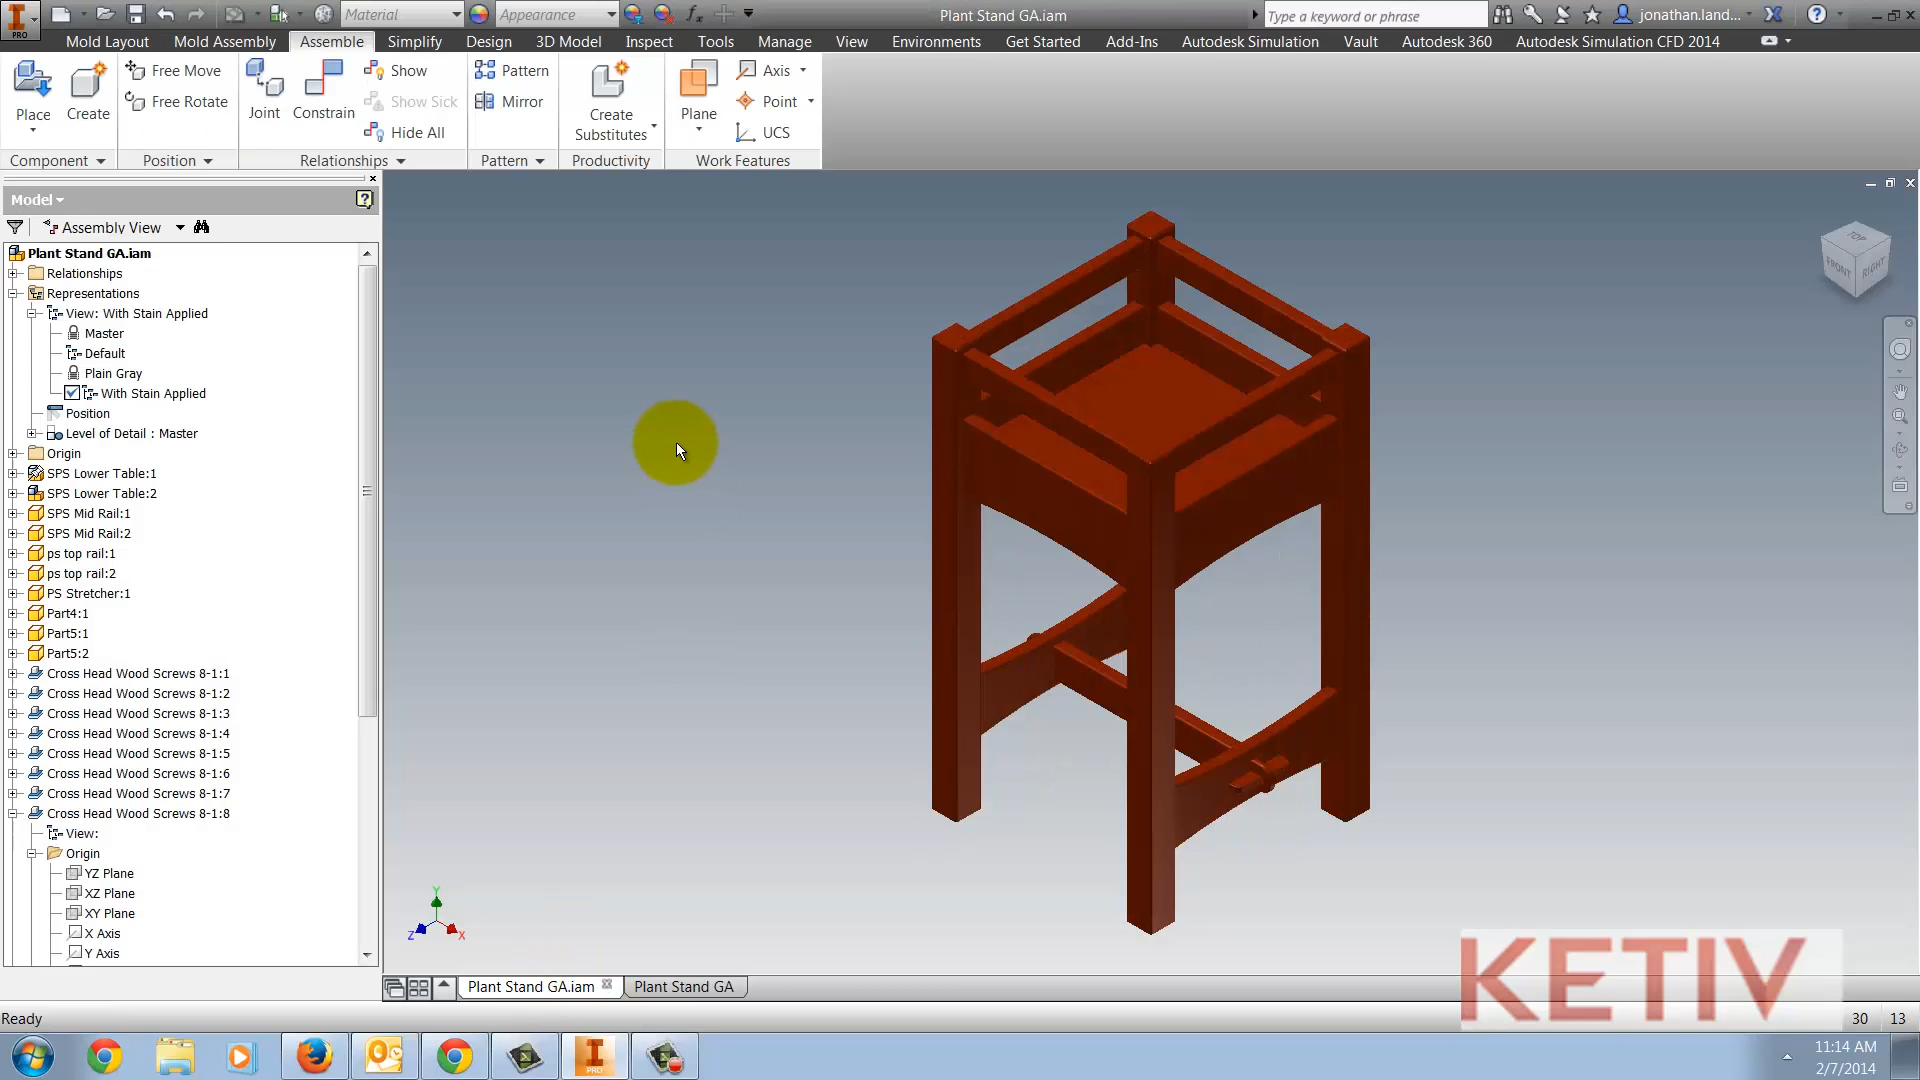 Material
Appearance
Plant Stand GA.iam
Type a keyword or phrase
jonathan.land...
PRO
Mold Layout
Mold Assembly
Assemble
Simplify
Design
3D Model
Inspect
Tools
Manage
View
Environments
Get Started
Add-Ins
Autodesk Simulation
Vault
Autodesk 360
Autodesk Simulation CFD 2014
Place
Create
Free Move
Free Rotate
Joint
Constrain
Show
Show Sick
Hide All
Pattern
Mirror
Create
Substitutes
Plane
Axis
Point
UCS
Component
Position
Relationships
Pattern
Productivity
Work Features
Model
Assembly View
Plant Stand GA.iam
Relationships
Representations
View: With Stain Applied
Master
Default
Plain Gray
With Stain Applied
Position
Level of Detail : Master
Origin
SPS Lower Table:1
SPS Lower Table:2
SPS Mid Rail:1
SPS Mid Rail:2
ps top rail:1
ps top rail:2
PS Stretcher:1
Part4:1
Part5:1
Part5:2
Cross Head Wood Screws 8-1:1
Cross Head Wood Screws 8-1:2
Cross Head Wood Screws 8-1:3
Cross Head Wood Screws 8-1:4
Cross Head Wood Screws 8-1:5
Cross Head Wood Screws 8-1:6
Cross Head Wood Screws 8-1:7
Cross Head Wood Screws 8-1:8
View:
Origin
YZ Plane
XZ Plane
XY Plane
X Axis
Y Axis
TOP
FRONT
RIGHT
Y
Z
X
Plant Stand GA.iam
Plant Stand GA
KETIV
Ready
30
13
PRO
11:14 AM
2/7/2014